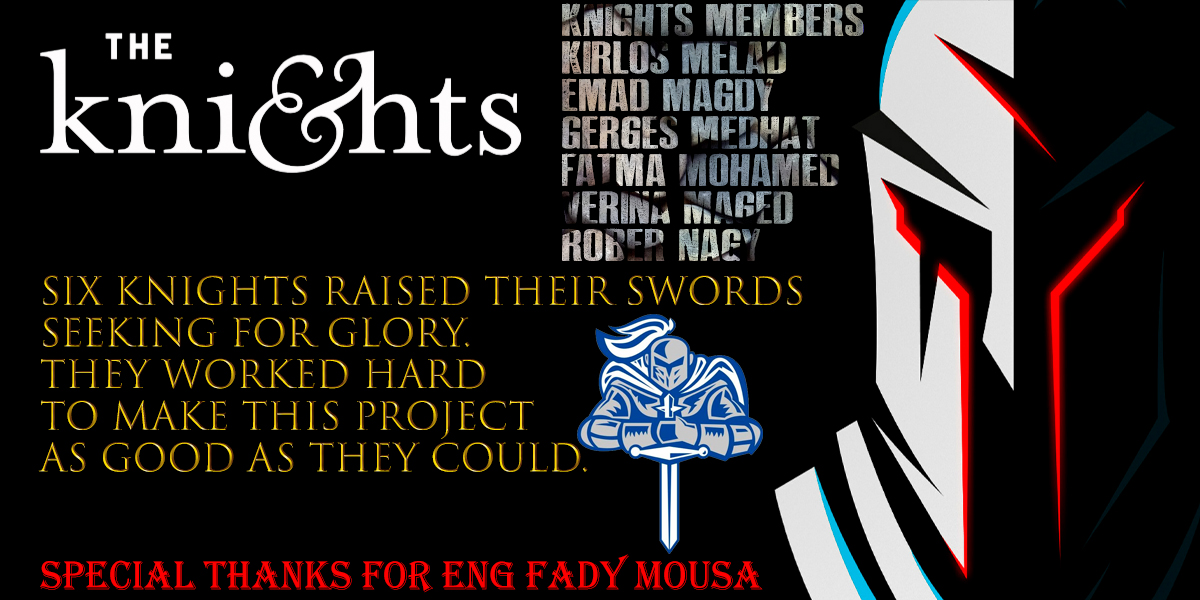 THE
kni&hts
KNIGHTS MEMBERS
KIRLOS MELAD
EMAD MAGDY
GERGES MEDHAT
FATMA MOHAMED
VERINA MAGED
ROBER NAGY
SIX KNIGHTS RAISED THEIR SWORDS
SEEKING FOR GLORY.
THEY WORKED HARD
TO MAKE THIS PROJECT
AS GOOD AS THEY COULD.
SPECIAL THANKS FOR ENG FADY MOUSA